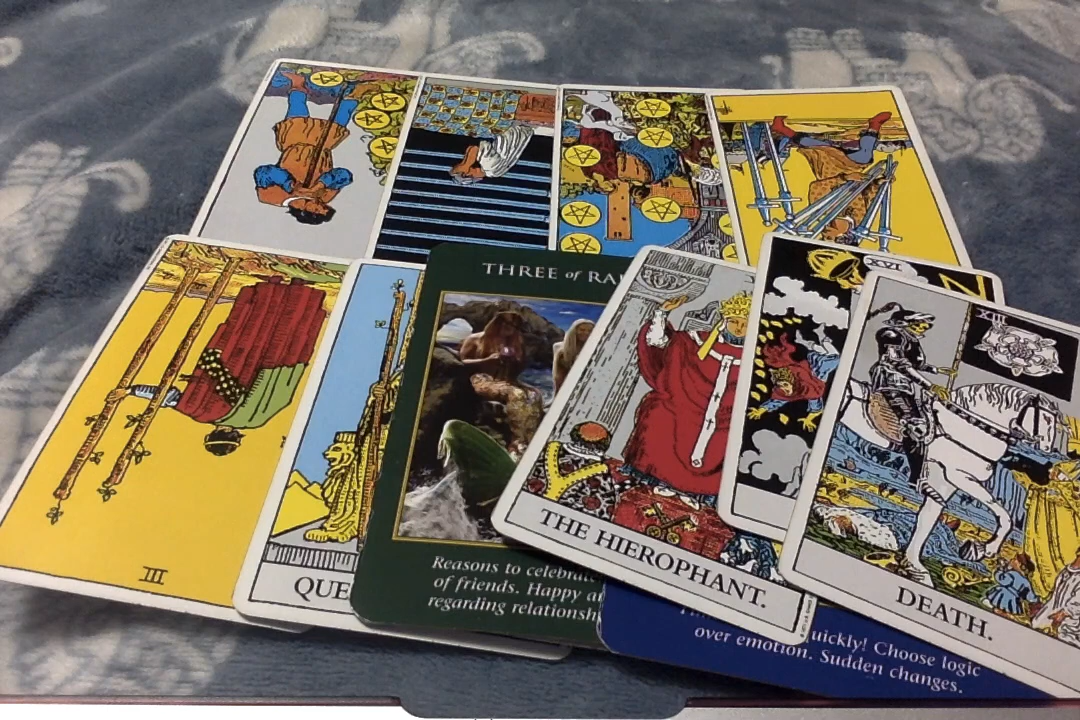 THREE of RA
XVI
XIII
III
QUE
Reasons to celebrate
of friends. Happy a
regarding relationsh
THE HIEROPHANT.
uickly! Choose logic
over emotion. Sudden changes.
DEATH.